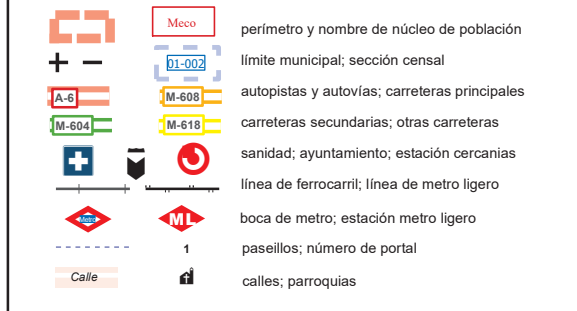 Meco perímetro y nombre de núcleo de población
01-002 límite municipal; sección censal
A-6 M-608 autopistas y autovías; carreteras principales
M-604 M-618 carreteras secundarias; otras carreteras
sanidad; ayuntamiento; estación cercanias
línea de ferrocarril; línea de metro ligero
Metro ML boca de metro; estación metro ligero
1 paseillos; número de portal
Calle calles; parroquias